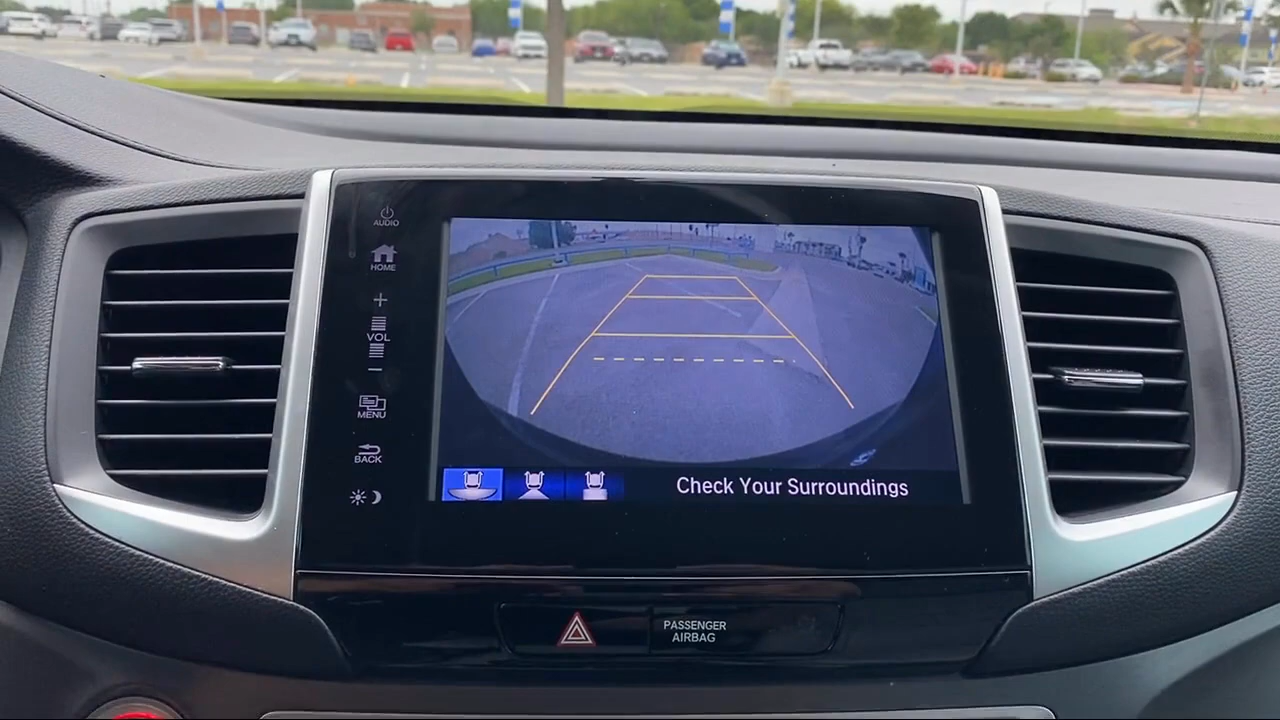 AUDIO
HOME
VOL
MENU
BACK
Check Your Surroundings
PASSENGER
AIRBAG